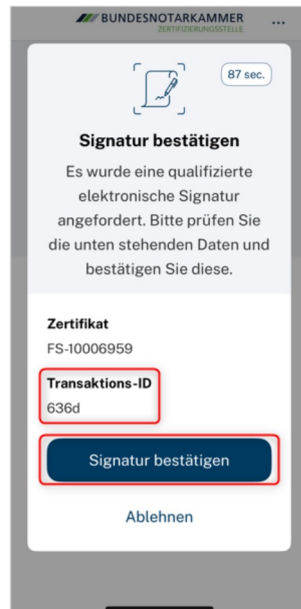 BUNDESNOTARKAMMER
ZERTIFIZIERUNGSSTELLE
87 sec.
Signatur bestätigen
Es wurde eine qualifizierte
elektronische Signatur
angefordert. Bitte prüfen Sie
die unten stehenden Daten und
bestätigen Sie diese.
Zertifikat
FS-10006959
Transaktions-ID
636d
Signatur bestätigen
Ablehnen